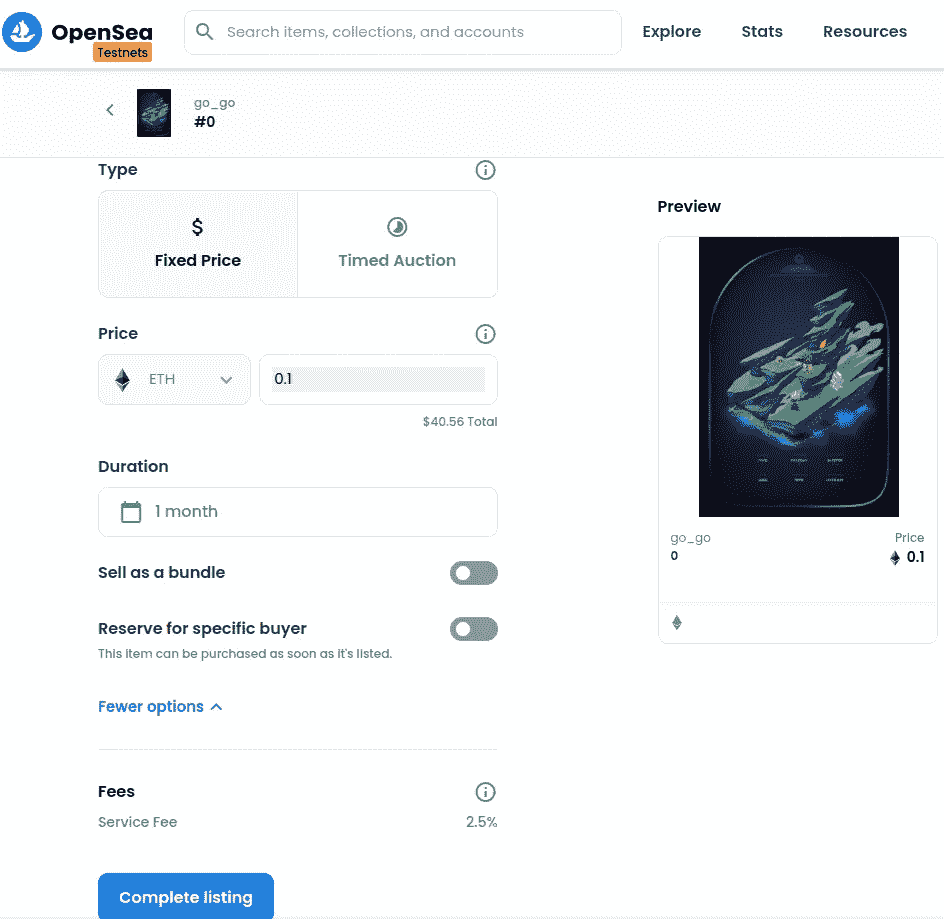 OpenSea
Testnets
Search items, collections, and accounts
Explore
Stats
Resources
go_go
#0
Type
$
Fixed Price
Timed Auction
Price
ETH
0.1
$40.56 Total
Duration
1 month
Sell as a bundle
Reserve for specific buyer
This item can be purchased as soon as it's listed.
Fewer options
Fees
Service Fee
2.5%
Complete listing
Preview
go_go
Price
0
0.1